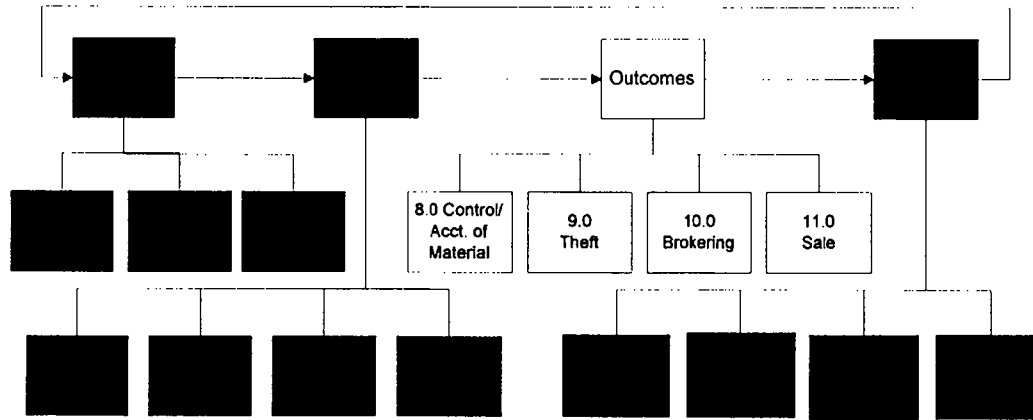 Outcomes
8.0 Control/
Acct. of
Material
9.0
Theft
10.0
Brokering
11.0
Sale